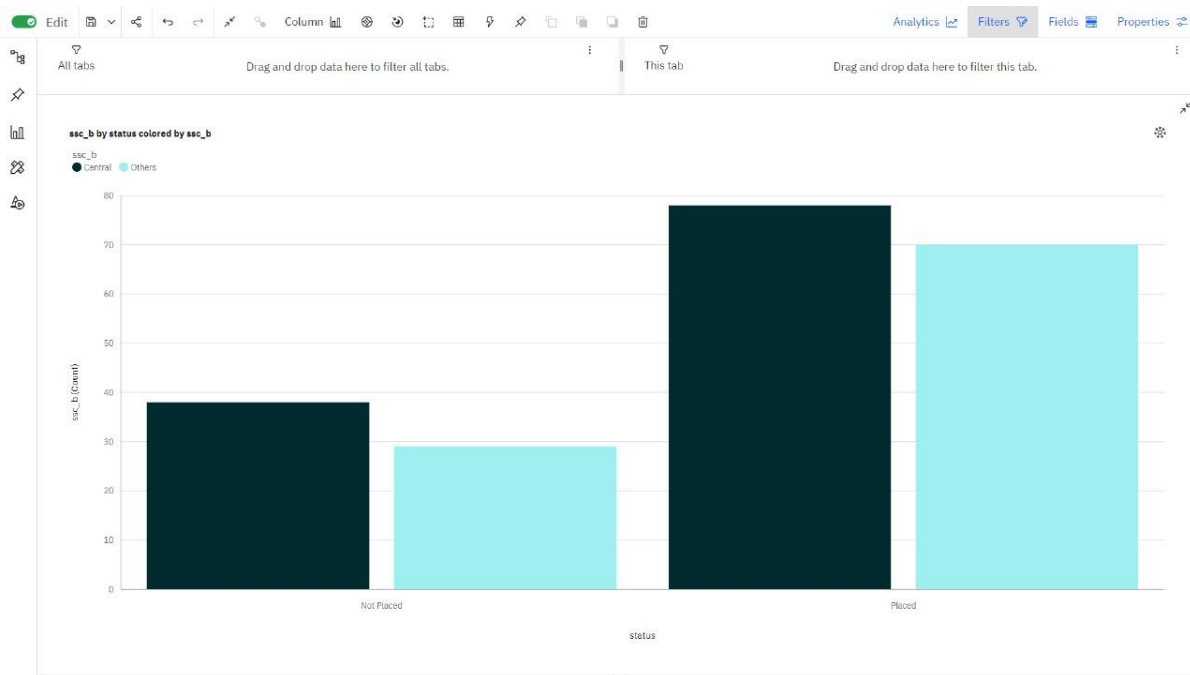 Edit
Column
Analytics
Filters
Fields
Properties
All tabs
Drag and drop data here to filter all tabs.
This tab
Drag and drop data here to filter this tab.
ssc_b by status colored by ssc_b
ssc_b
Central
Others
80
70
60
50
40
30
20
10
0
ssc_b (Count)
Not Placed
Placed
status